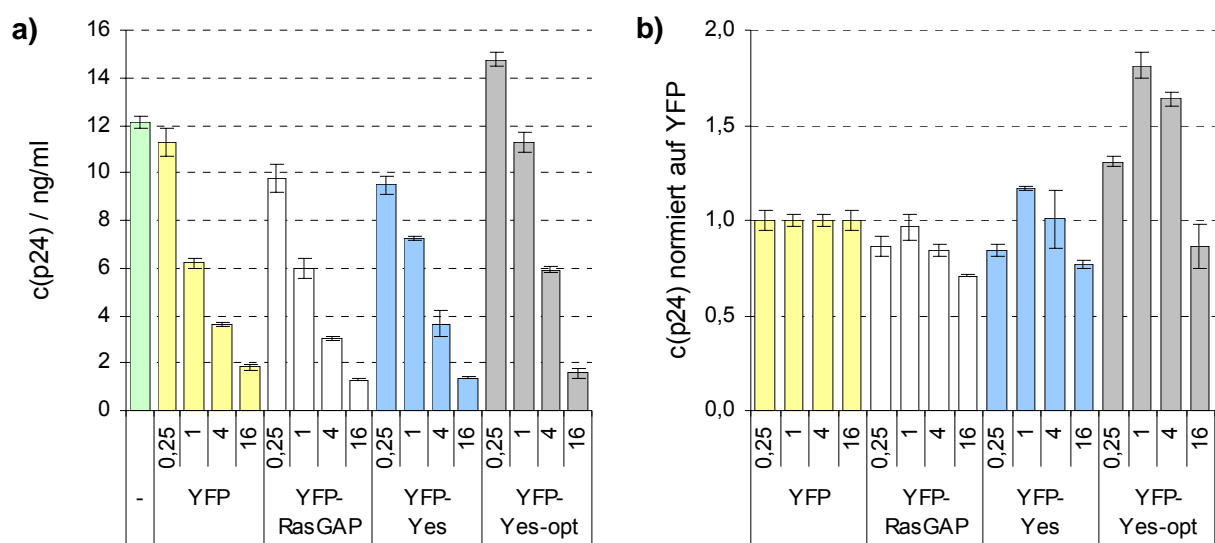 a)
c(p24) / ng/ml
16
14
12
10
8
6
4
2
0
0,25 1 4 16 0,25 1 4 16 0,25 1 4 16 0,25 1 4 16
- YFP YFP- YFP- YFP-
RasGAP Yes Yes-opt
b)
c(p24) normiert auf YFP
2,0
1,5
1,0
0,5
0,0
0,25 1 4 16 0,25 1 4 16 0,25 1 4 16 0,25 1 4 16
YFP YFP- YFP- YFP-
RasGAP Yes Yes-opt